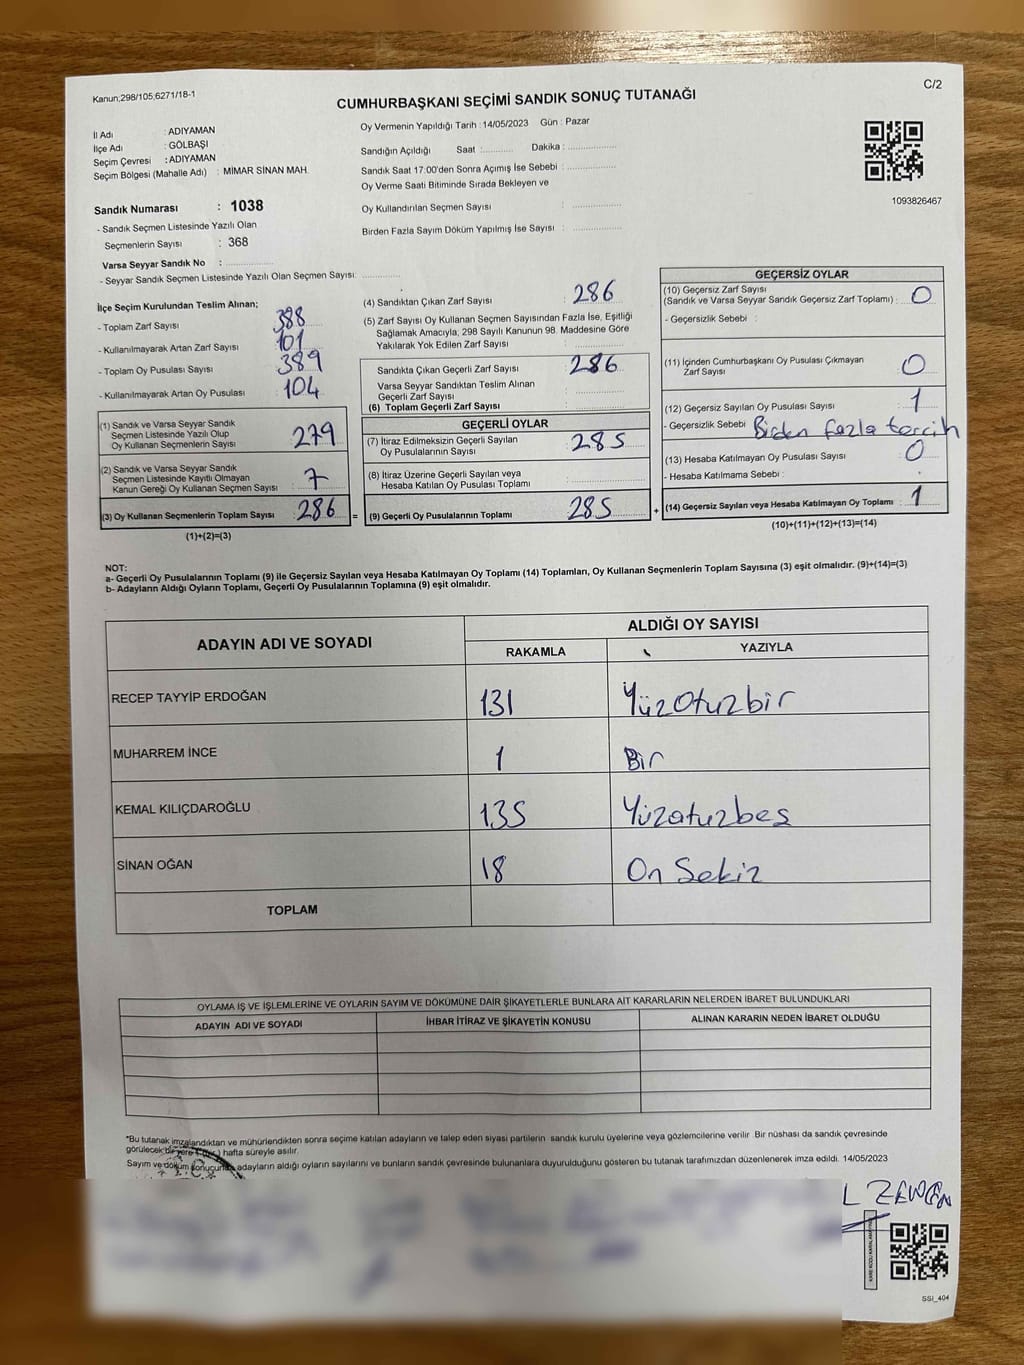 Kanun;298/105;6271/18-1
C/2
CUMHURBAŞKANI SEÇİMİ SANDIK SONUÇ TUTANAĞI
İl Adı : ADIYAMAN
İlçe Adı : GÖLBAŞI
Seçim Çevresi : ADIYAMAN
Seçim Bölgesi (Mahalle Adı) : MİMAR SİNAN MAH.
Sandık Numarası : 1038
- Sandık Seçmen Listesinde Yazılı Olan
Seçmenlerin Sayısı : 368
Varsa Seyyar Sandık No : ............
- Seyyar Sandık Seçmen Listesinde Yazılı Olan Seçmen Sayısı: ............
Oy Vermenin Yapıldığı Tarih : 14/05/2023 Gün : Pazar
Sandığın Açıldığı Saat :............ Dakika :............
Sandık Saat 17:00'den Sonra Açımış İse Sebebi :............
Oy Verme Saati Bitiminde Sırada Bekleyen ve
Oy Kullandırılan Seçmen Sayısı : ............
Birden Fazla Sayım Döküm Yapılmış İse Sayısı : ............
1093826467
İlçe Seçim Kurulundan Teslim Alınan;
- Toplam Zarf Sayısı : 388
- Kullanılmayarak Artan Zarf Sayısı : 101
- Toplam Oy Pusulası Sayısı : 389
- Kullanılmayarak Artan Oy Pusulası : 104
(1) Sandık ve Varsa Seyyar Sandık
Seçmen Listesinde Yazılı Olup
Oy Kullanan Seçmenlerin Sayısı : 279
(2) Sandık ve Varsa Seyyar Sandık
Seçmen Listesinde Kayıtlı Olmayan
Kanun Gereği Oy Kullanan Seçmen Sayısı : 7
(3) Oy Kullanan Seçmenlerin Toplam Sayısı : 286
(1)+(2)=(3)
(4) Sandıktan Çıkan Zarf Sayısı : 286
(5) Zarf Sayısı Oy Kullanan Seçmen Sayısından Fazla İse, Eşitliği
Sağlamak Amacıyla; 298 Sayılı Kanunun 98. Maddesine Göre
Yakılarak Yok Edilen Zarf Sayısı : ............
Sandıkta Çıkan Geçerli Zarf Sayısı : 286
Varsa Seyyar Sandıktan Teslim Alınan
Geçerli Zarf Sayısı : ............
(6) Toplam Geçerli Zarf Sayısı : ............
GEÇERLİ OYLAR
(7) İtiraz Edilmeksizin Geçerli Sayılan
Oy Pusulalarının Sayısı : 285
(8) İtiraz Üzerine Geçerli Sayılan veya
Hesaba Katılan Oy Pusulası Toplamı : ............
= (9) Geçerli Oy Pusulalarının Toplamı : 285 +
GEÇERSİZ OYLAR
(10) Geçersiz Zarf Sayısı
(Sandık ve Varsa Seyyar Sandık Geçersiz Zarf Toplamı) : 0
- Geçersizlik Sebebi :
(11) İçinden Cumhurbaşkanı Oy Pusulası Çıkmayan
Zarf Sayısı : 0
(12) Geçersiz Sayılan Oy Pusulası Sayısı : 1
- Geçersizlik Sebebi Birden fazla tercih
(13) Hesaba Katılmayan Oy Pusulası Sayısı : 0
- Hesaba Katılmama Sebebi :
(14) Geçersiz Sayılan veya Hesaba Katılmayan Oy Toplamı : 1
(10)+(11)+(12)+(13)=(14)
NOT:
a- Geçerli Oy Pusulalarının Toplamı (9) ile Geçersiz Sayılan veya Hesaba Katılmayan Oy Toplamı (14) Toplamları, Oy Kullanan Seçmenlerin Toplam Sayısına (3) eşit olmalıdır. (9)+(14)=(3)
b- Adayların Aldığı Oyların Toplamı, Geçerli Oy Pusulalarının Toplamına (9) eşit olmalıdır.
ADAYIN ADI VE SOYADI ALDIĞI OY SAYISI
RAKAMLA YAZIYLA
RECEP TAYYİP ERDOĞAN 131 Yüzotuzbir
MUHARREM İNCE 1 Bir
KEMAL KILIÇDAROĞLU 135 Yüzotuzbeş
SİNAN OĞAN 18 On Sekiz
TOPLAM
OYLAMA İŞ VE İŞLEMLERİNE VE OYLARIN SAYIM VE DÖKÜMÜNE DAİR ŞİKAYETLERLE BUNLARA AİT KARARLARIN NELERDEN İBARET BULUNDUKLARI
ADAYIN ADI VE SOYADI İHBAR İTİRAZ VE ŞİKAYETİN KONUSU ALINAN KARARIN NEDEN İBARET OLDUĞU
*Bu tutanak imzalandıktan ve mühürlendikten sonra seçime katılan adayların ve talep eden siyasi partilerin sandık kurulu üyelerine veya gözlemcilerine verilir. Bir nüshası da sandık çevresinde
görülecek bir yere hafta süreyle asılır.
Sayım ve döküm sonucunda adayların aldığı oyların sayılarını ve bunların sandık çevresinde bulunanlara duyurulduğunu gösteren bu tutanak tarafımızdan düzenlenerek imza edildi. 14/05/2023
SSİ_404